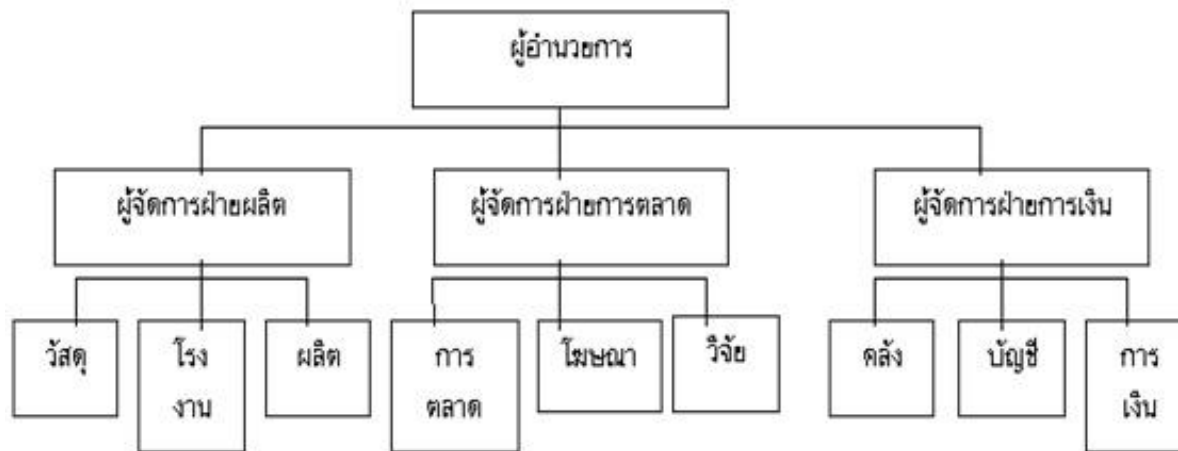 ผู้อำนวยการ
ผู้จัดการฝ่ายผลิต
ผู้จัดการฝ่ายการตลาด
ผู้จัดการฝ่ายการเงิน
วัสดุ
โรง
งาน
ผลิต
การ
ตลาด
โฆษณา
วิจัย
คลัง
บัญชี
การ
เงิน